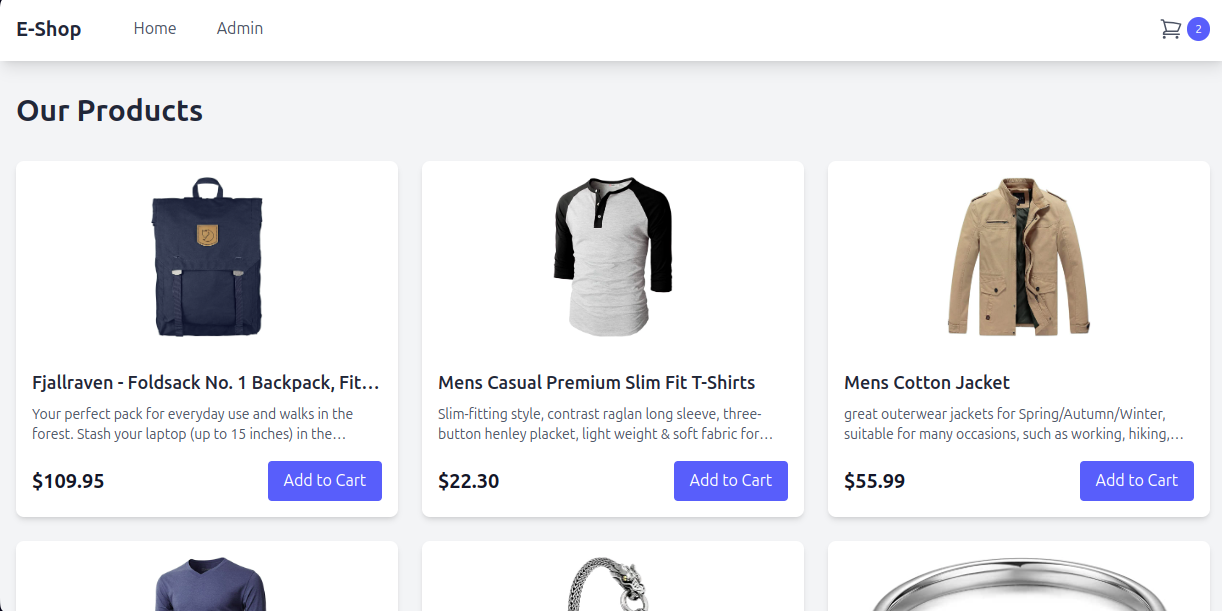 E-Shop Home Admin 2
Our Products
Fjallraven - Foldsack No. 1 Backpack, Fit…
Your perfect pack for everyday use and walks in the
forest. Stash your laptop (up to 15 inches) in the…
$109.95 Add to Cart
Mens Casual Premium Slim Fit T-Shirts
Slim-fitting style, contrast raglan long sleeve, three-
button henley placket, light weight & soft fabric for…
$22.30 Add to Cart
Mens Cotton Jacket
great outerwear jackets for Spring/Autumn/Winter,
suitable for many occasions, such as working, hiking,…
$55.99 Add to Cart